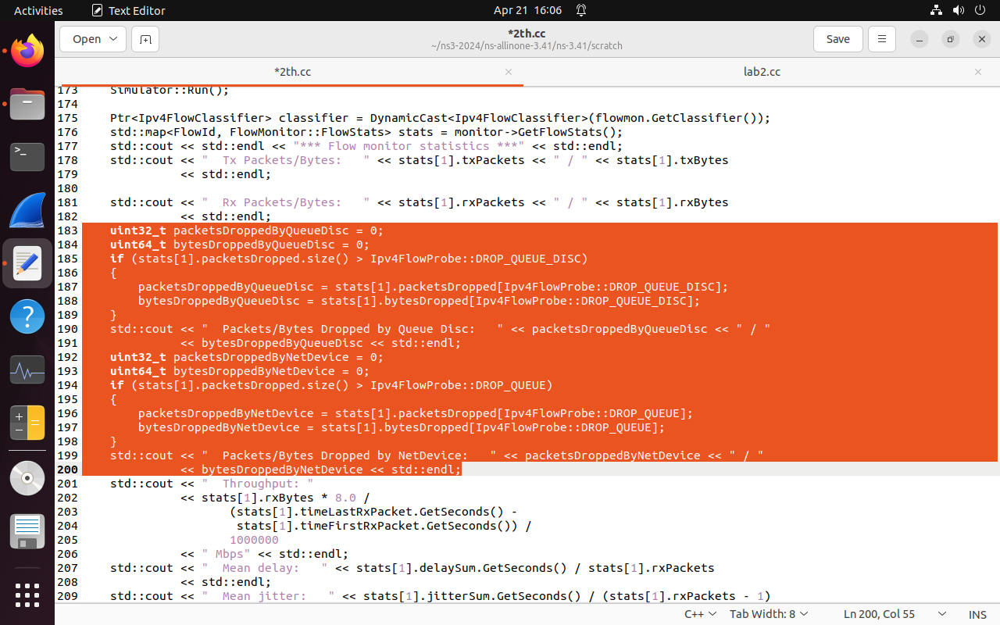 Activities
Text Editor
Apr 21 16:06
Open
*2th.cc
~/ns3-2024/ns-allinone-3.41/ns-3.41/scratch
Save
*2th.cc
lab2.cc
173     Simulator::Run();
174
175     Ptr<Ipv4FlowClassifier> classifier = DynamicCast<Ipv4FlowClassifier>(flowmon.GetClassifier());
176     std::map<FlowId, FlowMonitor::FlowStats> stats = monitor->GetFlowStats();
177     std::cout << std::endl << "*** Flow monitor statistics ***" << std::endl;
178     std::cout << "  Tx Packets/Bytes:   " << stats[1].txPackets << " / " << stats[1].txBytes
179               << std::endl;
180
181     std::cout << "  Rx Packets/Bytes:   " << stats[1].rxPackets << " / " << stats[1].rxBytes
182               << std::endl;
183     uint32_t packetsDroppedByQueueDisc = 0;
184     uint64_t bytesDroppedByQueueDisc = 0;
185     if (stats[1].packetsDropped.size() > Ipv4FlowProbe::DROP_QUEUE_DISC)
186     {
187         packetsDroppedByQueueDisc = stats[1].packetsDropped[Ipv4FlowProbe::DROP_QUEUE_DISC];
188         bytesDroppedByQueueDisc = stats[1].bytesDropped[Ipv4FlowProbe::DROP_QUEUE_DISC];
189     }
190     std::cout << "  Packets/Bytes Dropped by Queue Disc:   " << packetsDroppedByQueueDisc << " / "
191               << bytesDroppedByQueueDisc << std::endl;
192     uint32_t packetsDroppedByNetDevice = 0;
193     uint64_t bytesDroppedByNetDevice = 0;
194     if (stats[1].packetsDropped.size() > Ipv4FlowProbe::DROP_QUEUE)
195     {
196         packetsDroppedByNetDevice = stats[1].packetsDropped[Ipv4FlowProbe::DROP_QUEUE];
197         bytesDroppedByNetDevice = stats[1].bytesDropped[Ipv4FlowProbe::DROP_QUEUE];
198     }
199     std::cout << "  Packets/Bytes Dropped by NetDevice:   " << packetsDroppedByNetDevice << " / "
200               << bytesDroppedByNetDevice << std::endl;
201     std::cout << "  Throughput: "
202               << stats[1].rxBytes * 8.0 /
203                      (stats[1].timeLastRxPacket.GetSeconds() -
204                       stats[1].timeFirstRxPacket.GetSeconds()) /
205                      1000000
206               << " Mbps" << std::endl;
207     std::cout << "  Mean delay:   " << stats[1].delaySum.GetSeconds() / stats[1].rxPackets
208               << std::endl;
209     std::cout << "  Mean jitter:   " << stats[1].jitterSum.GetSeconds() / (stats[1].rxPackets - 1)
C++
Tab Width: 8
Ln 200, Col 55
INS